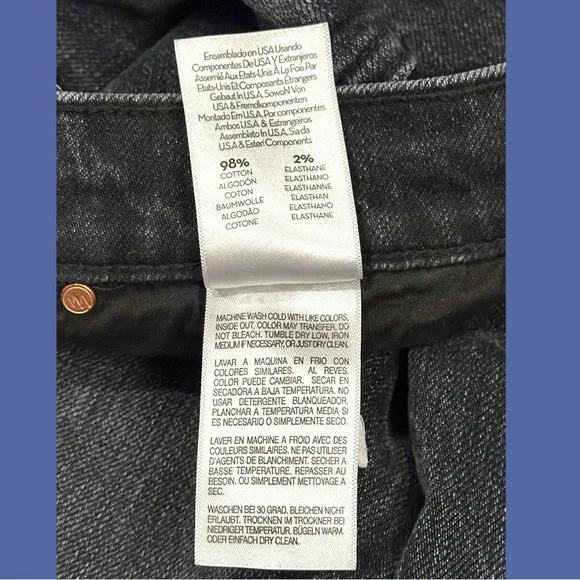 Ensemblado en USA Usando
Componentes De USA Y Extranjeros
Assemlé Aux Etats-Unis À Le Fois Par
Etats-Unis Et Composants Étrangers
Gebaut In U.S.A. Sowohl Von
USA & Fremdkomponenten
Montado Em U.S.A. Por componentes
Ambos U.S.A & Estrangeiros
Assemblato In U.S.A. Sia da
U.S.A & Esteri Componenti
98% 2%
COTTON ELASTHANE
ALGODÓN ELASTHANO
COTON ELASTHANNE
BAUMWOLLE ELASTHAN
ALGODÃO ELASTHANO
COTONE ELASTHANE
MACHINE WASH COLD WITH LIKE COLORS,
INSIDE OUT, COLOR MAY TRANSFER, DO
NOT BLEACH. TUMBLE DRY LOW, IRON
MEDIUM IF NECESSARY, OR JUST DRY CLEAN.
LAVAR A MAQUINA EN FRIO CON
COLORES SIMILARES. AL REVES.
COLOR PUEDE CAMBIAR. SECAR EN
SECADORA A BAJA TEMPERATURA. NO
USAR DETERGENTE BLANQUEADOR.
PLANCHAR A TEMPERATURA MEDIA SI
ES NECESARIO O SIMPLEMENTE SECO.
LAVER EN MACHINE A FROID AVEC DES
COULEURS SIMILAIRES. NE PAS UTILISER
D'AGENTS DE BLANCHIMENT. SECHER A
BASSE TEMPERATURE. REPASSER AU
BESOIN. OU SIMPLEMENT METTOYAGE A
SEC.
WASCHEN BEI 30 GRAD. BLEICHEN NICHT
ERLAUBT. TROCKNEN IM TROCKNER BEI
NIEDRIGER TEMPERATUR. BÜGELN WARM.
ODER EINFACH DRY CLEAN.